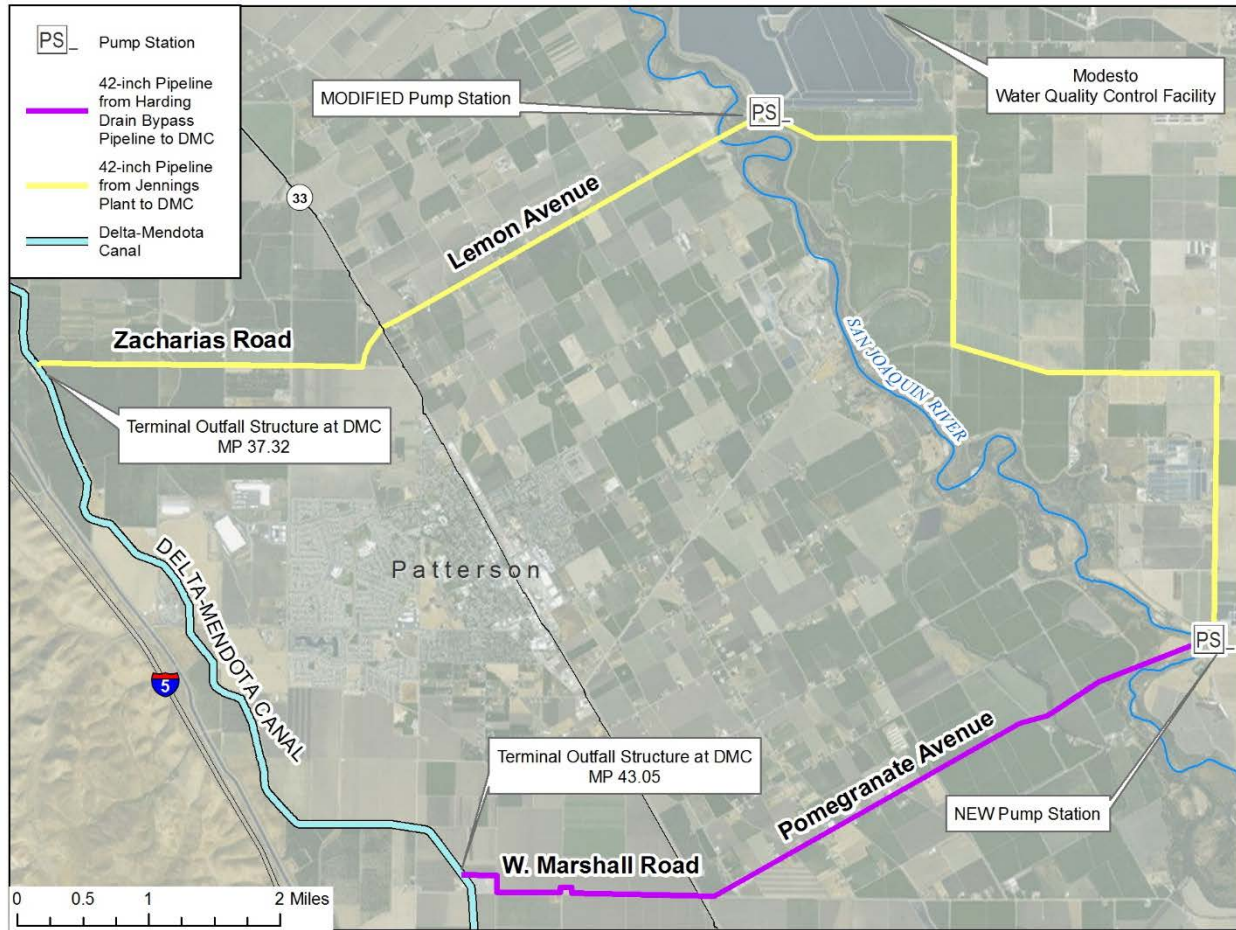 PS_
Pump Station
42-inch Pipeline
from Harding
Drain Bypass
Pipeline to DMC
42-inch Pipeline
from Jennings
Plant to DMC
Delta-Mendota
Canal
MODIFIED Pump Station
PS_
Modesto
Water Quality Control Facility
33
Lemon Avenue
Zacharias Road
SAN JOAQUIN RIVER
Terminal Outfall Structure at DMC
MP 37.32
DELTA-MENDOTA CANAL
Patterson
5
PS_
Terminal Outfall Structure at DMC
MP 43.05
Pomegranate Avenue
NEW Pump Station
W. Marshall Road
0 0.5 1 2 Miles